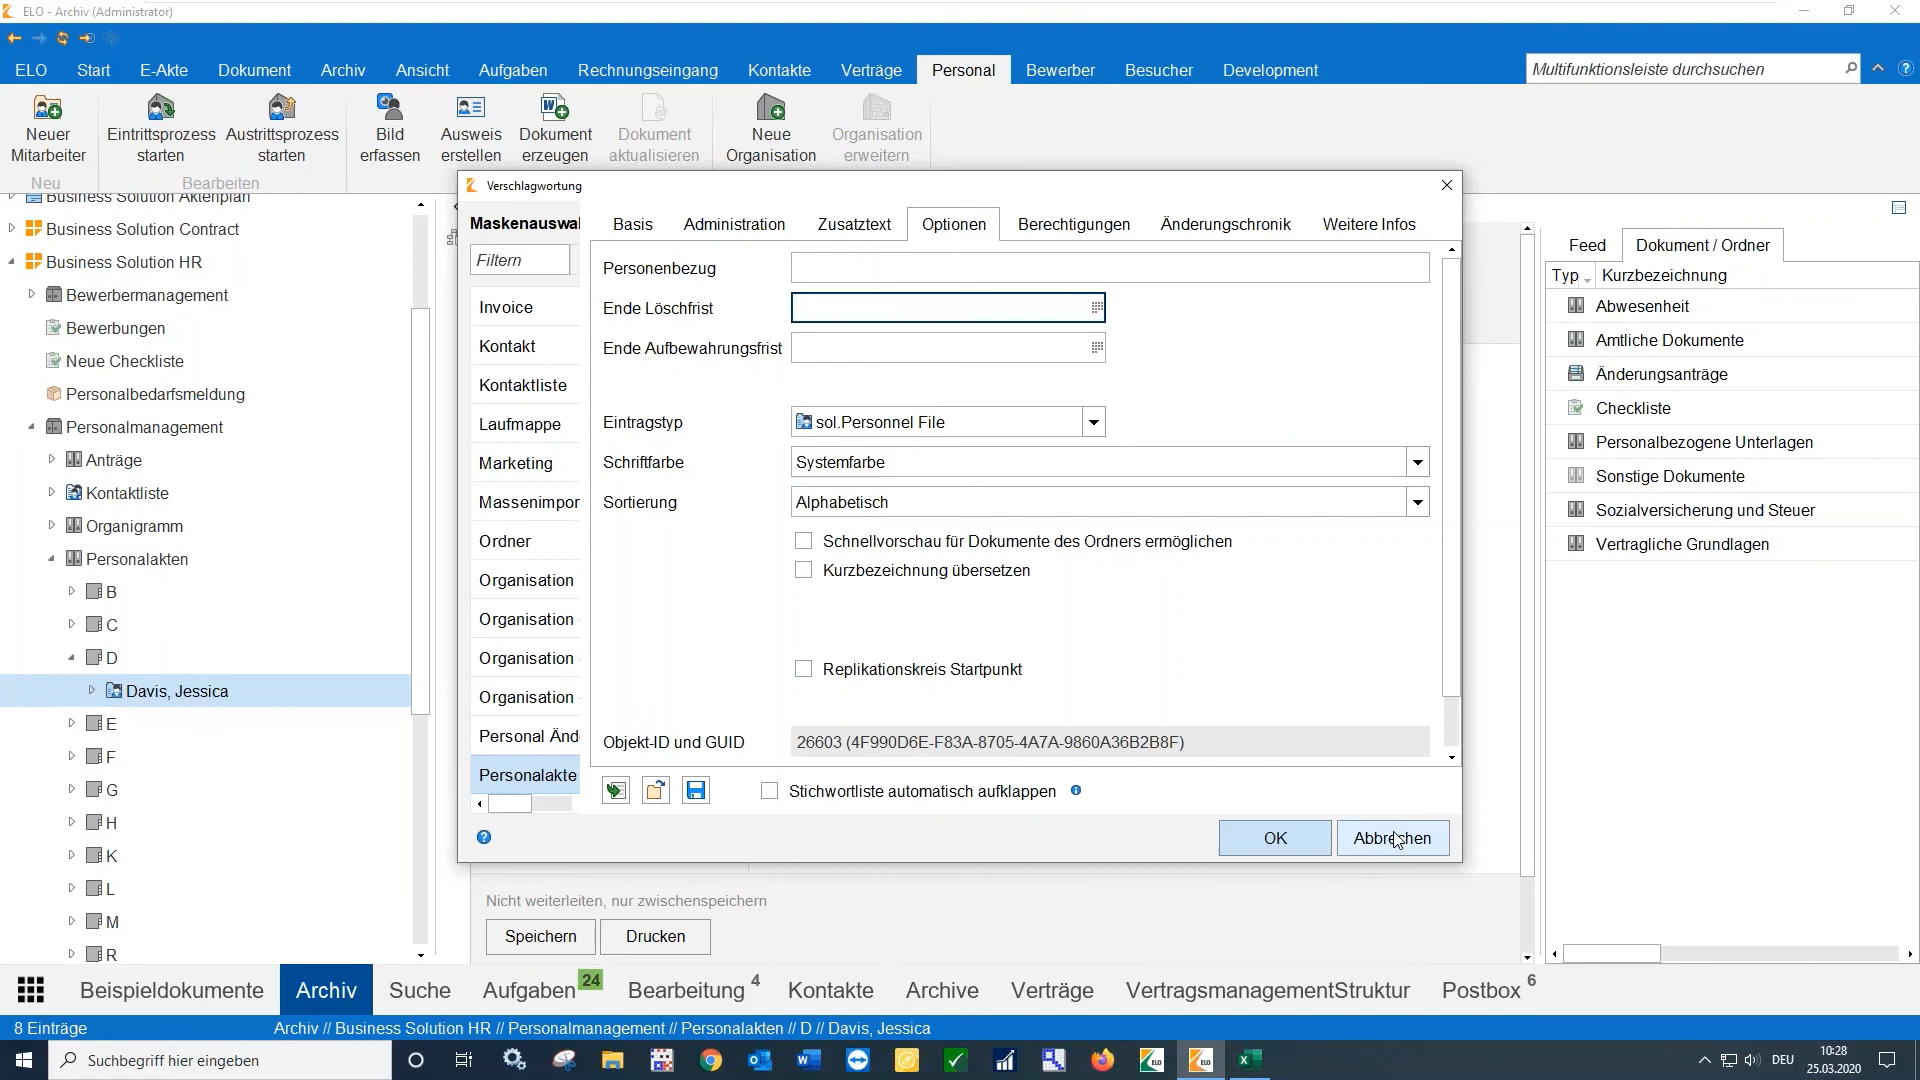 ELO - Archiv (Administrator)
ELO Start E-Akte Dokument Archiv Ansicht Aufgaben Rechnungseingang Kontakte Verträge Personal Bewerber Besucher Development Multifunktionsleiste durchsuchen
Neuer Mitarbeiter
Eintrittsprozess starten
Austrittsprozess starten
Bild erfassen
Ausweis erstellen
Dokument erzeugen
Dokument aktualisieren
Neue Organisation
Organisation erweitern
Neu
Bearbeiten
Business Solution Aktenplan
Business Solution Contract
Business Solution HR
Bewerbermanagement
Bewerbungen
Neue Checkliste
Personalbedarfsmeldung
Personalmanagement
Anträge
Kontaktliste
Organigramm
Personalakten
B
C
D
Davis, Jessica
E
F
G
H
K
L
M
R
Verschlagwortung
Maskenauswal
Filtern
Invoice
Kontakt
Kontaktliste
Laufmappe
Marketing
Massenimpor
Ordner
Organisation
Organisation
Organisation
Organisation
Personal Änd
Personalakte
Basis Administration Zusatztext Optionen Berechtigungen Änderungschronik Weitere Infos
Personenbezug
Ende Löschfrist
Ende Aufbewahrungsfrist
Eintragstyp sol.Personnel File
Schriftfarbe Systemfarbe
Sortierung Alphabetisch
Schnellvorschau für Dokumente des Ordners ermöglichen
Kurzbezeichnung übersetzen
Replikationskreis Startpunkt
Objekt-ID und GUID 26603 (4F990D6E-F83A-8705-4A7A-9860A36B2B8F)
Stichwortliste automatisch aufklappen
OK Abbrechen
Nicht weiterleiten, nur zwischenspeichern
Speichern Drucken
Feed Dokument / Ordner
Typ Kurzbezeichnung
Abwesenheit
Amtliche Dokumente
Änderungsanträge
Checkliste
Personalbezogene Unterlagen
Sonstige Dokumente
Sozialversicherung und Steuer
Vertragliche Grundlagen
Beispieldokumente Archiv Suche Aufgaben 24 Bearbeitung 4 Kontakte Archive Verträge VertragsmanagementStruktur Postbox 6
8 Einträge Archiv // Business Solution HR // Personalmanagement // Personalakten // D // Davis, Jessica
Suchbegriff hier eingeben
DEU
10:28
25.03.2020